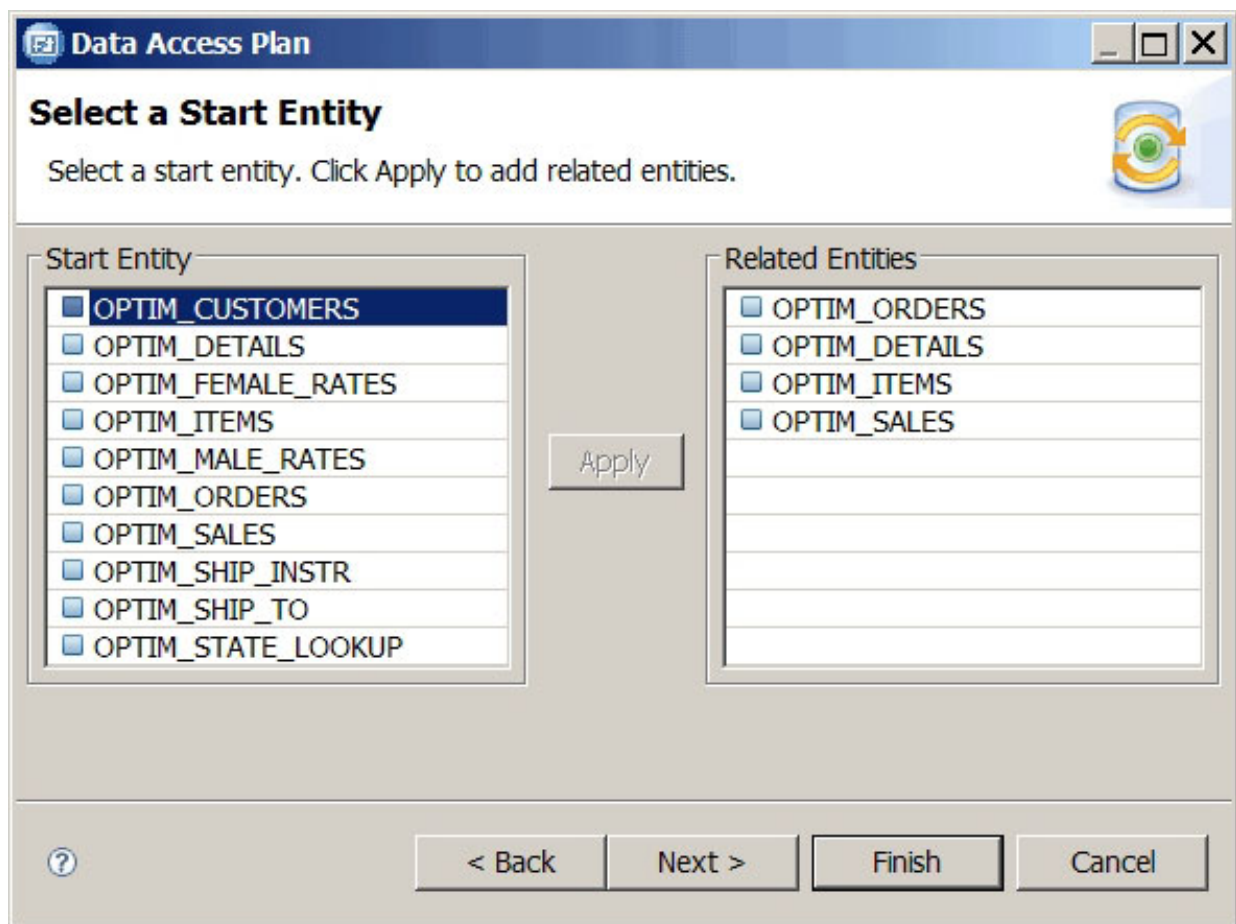 Data Access Plan
Select a Start Entity
Select a start entity. Click Apply to add related entities.
Start Entity
OPTIM_CUSTOMERS
OPTIM_DETAILS
OPTIM_FEMALE_RATES
OPTIM_ITEMS
OPTIM_MALE_RATES
OPTIM_ORDERS
OPTIM_SALES
OPTIM_SHIP_INSTR
OPTIM_SHIP_TO
OPTIM_STATE_LOOKUP
Apply
Related Entities
OPTIM_ORDERS
OPTIM_DETAILS
OPTIM_ITEMS
OPTIM_SALES
? < Back Next > Finish Cancel